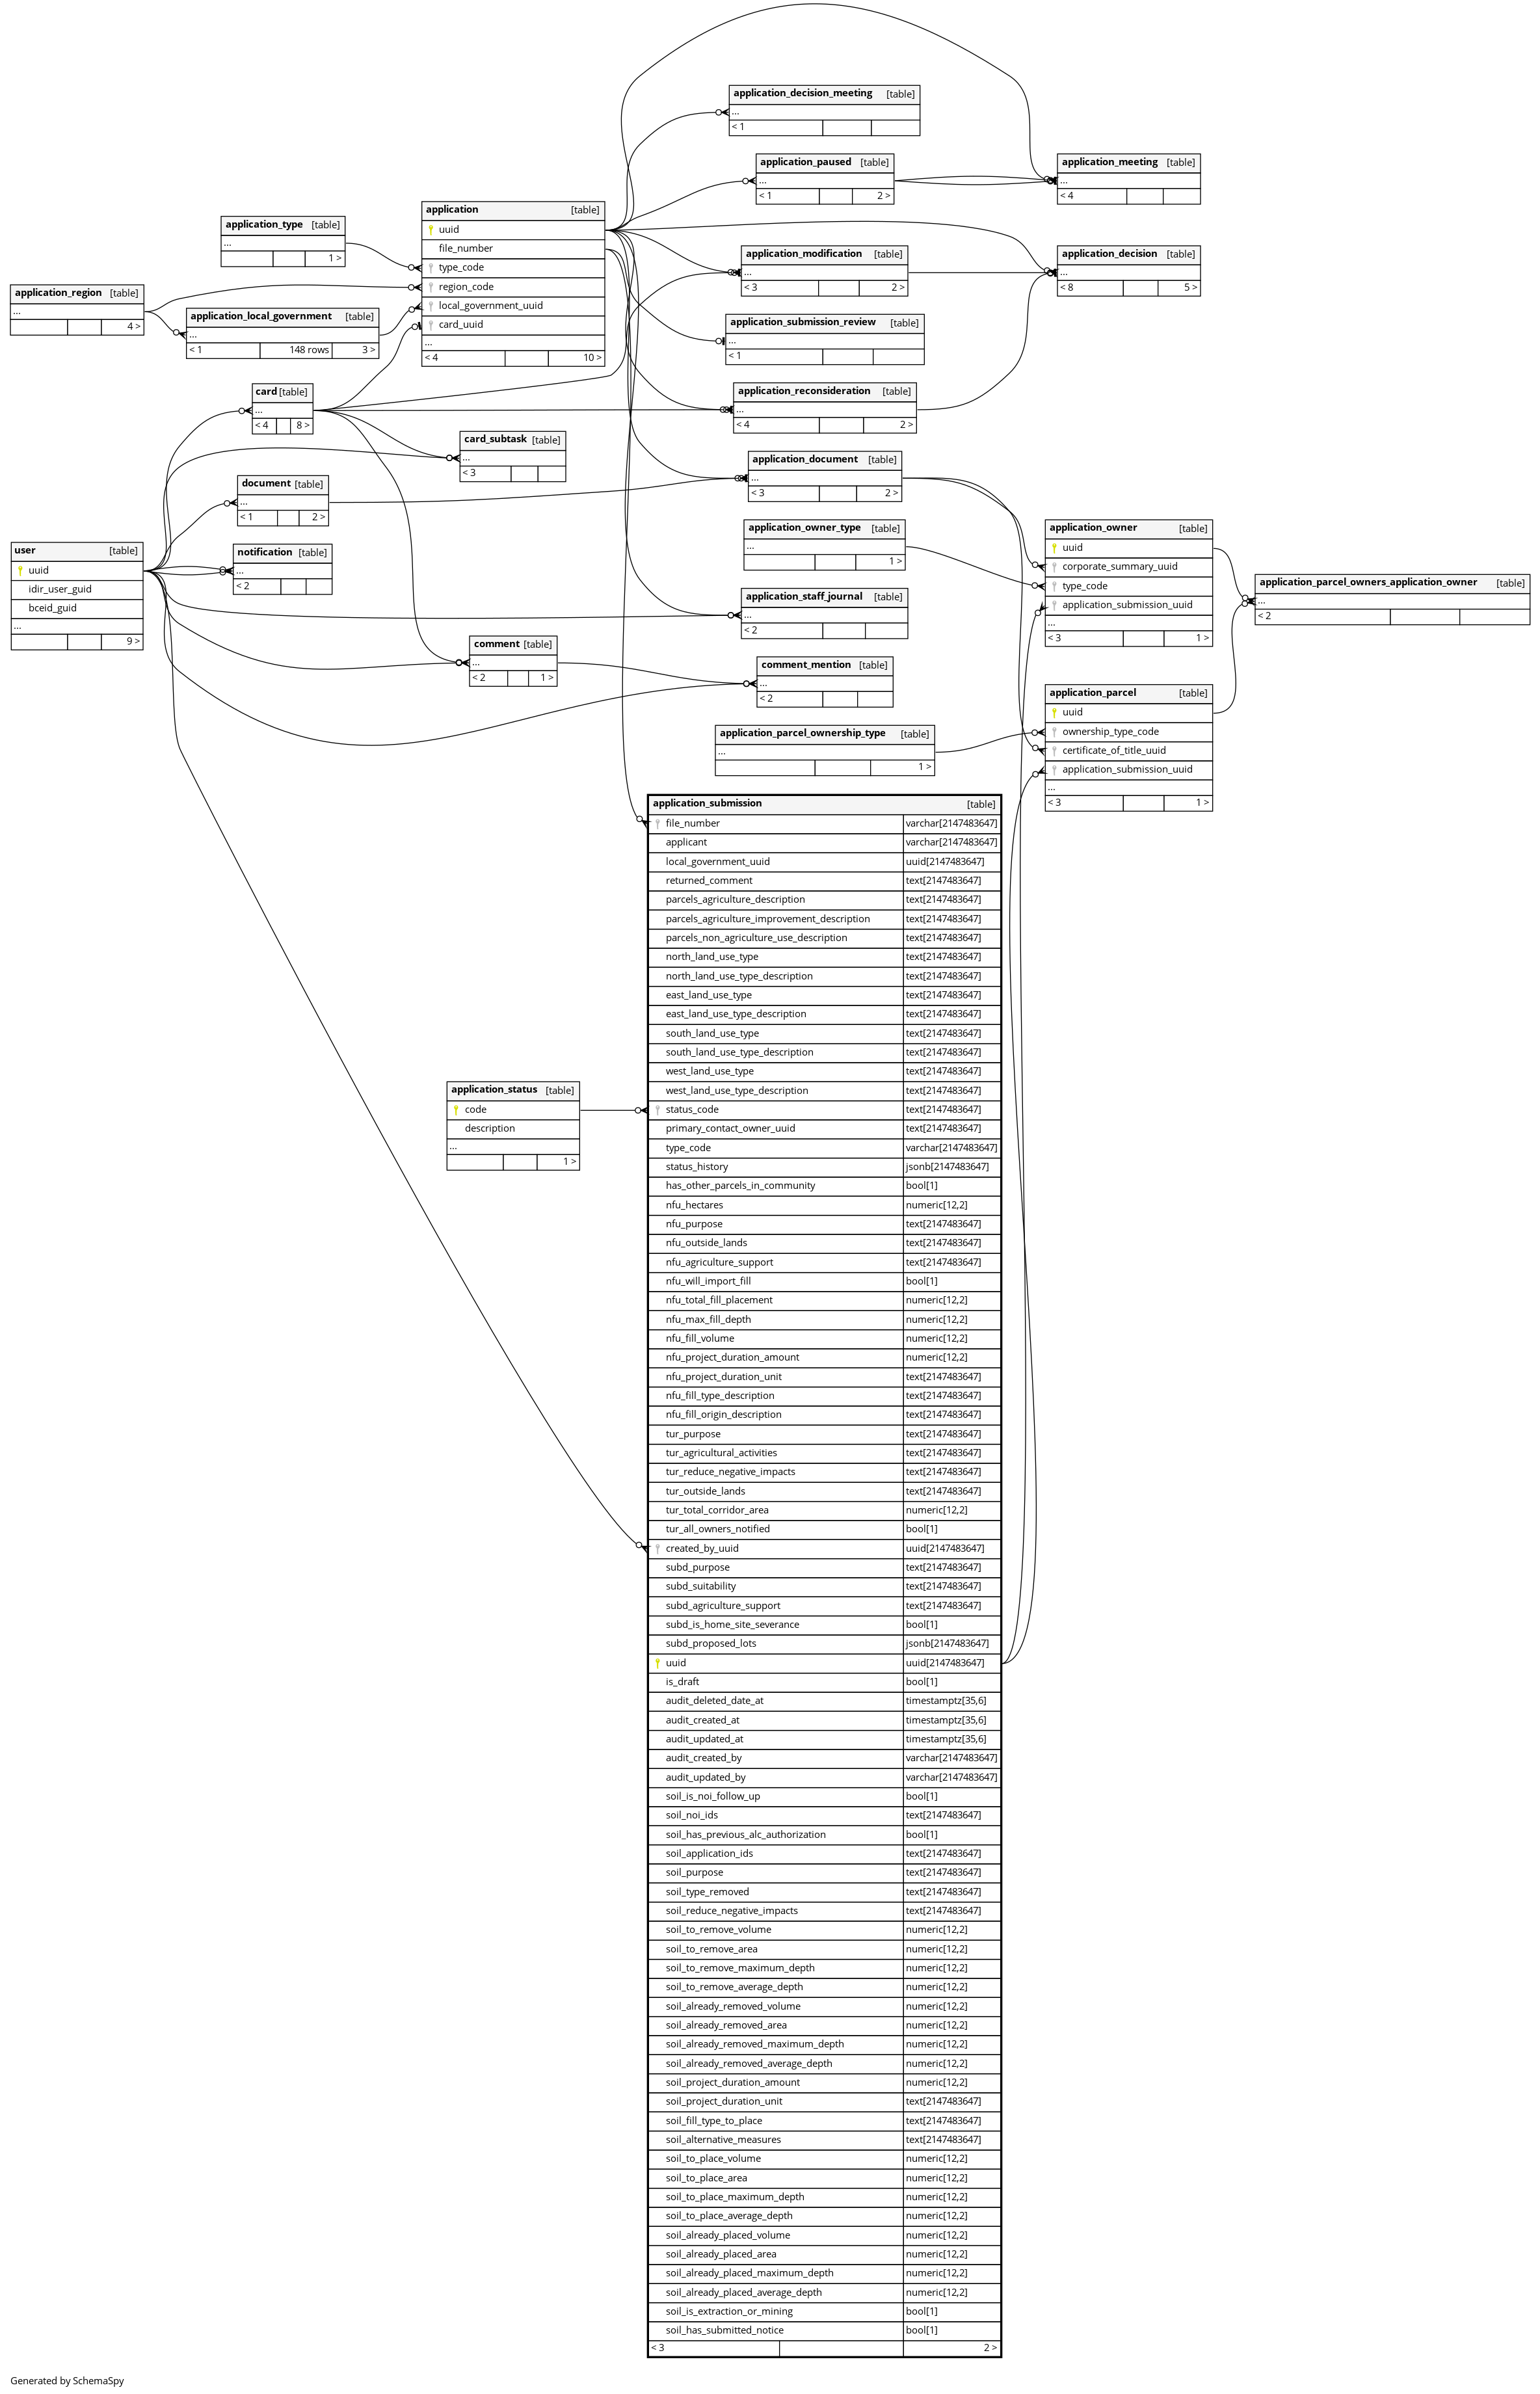 application_decision_meeting [table]
...
< 1
application_paused [table]
...
< 1 2 >
application_meeting [table]
...
< 4
application [table]
uuid
file_number
type_code
region_code
local_government_uuid
card_uuid
...
< 4 10 >
application_type [table]
...
1 >
application_modification [table]
...
< 3 2 >
application_decision [table]
...
< 8 5 >
application_region [table]
...
4 >
application_local_government [table]
...
< 1 148 rows 3 >
application_submission_review [table]
...
< 1
card [table]
...
< 4 8 >
application_reconsideration [table]
...
< 4 2 >
card_subtask [table]
...
< 3
application_document [table]
...
< 3 2 >
document [table]
...
< 1 2 >
application_owner_type [table]
...
1 >
application_owner [table]
uuid
corporate_summary_uuid
type_code
application_submission_uuid
...
< 3 1 >
user [table]
uuid
idir_user_guid
bceid_guid
...
9 >
notification [table]
...
< 2
application_parcel_owners_application_owner [table]
...
< 2
application_staff_journal [table]
...
< 2
comment [table]
...
< 2 1 >
comment_mention [table]
...
< 2
application_parcel [table]
uuid
ownership_type_code
certificate_of_title_uuid
application_submission_uuid
...
< 3 1 >
application_parcel_ownership_type [table]
...
1 >
application_submission [table]
file_number varchar[2147483647]
applicant varchar[2147483647]
local_government_uuid uuid[2147483647]
returned_comment text[2147483647]
parcels_agriculture_description text[2147483647]
parcels_agriculture_improvement_description text[2147483647]
parcels_non_agriculture_use_description text[2147483647]
north_land_use_type text[2147483647]
north_land_use_type_description text[2147483647]
east_land_use_type text[2147483647]
east_land_use_type_description text[2147483647]
south_land_use_type text[2147483647]
south_land_use_type_description text[2147483647]
west_land_use_type text[2147483647]
west_land_use_type_description text[2147483647]
status_code text[2147483647]
primary_contact_owner_uuid text[2147483647]
type_code varchar[2147483647]
status_history jsonb[2147483647]
has_other_parcels_in_community bool[1]
nfu_hectares numeric[12,2]
nfu_purpose text[2147483647]
nfu_outside_lands text[2147483647]
nfu_agriculture_support text[2147483647]
nfu_will_import_fill bool[1]
nfu_total_fill_placement numeric[12,2]
nfu_max_fill_depth numeric[12,2]
nfu_fill_volume numeric[12,2]
nfu_project_duration_amount numeric[12,2]
nfu_project_duration_unit text[2147483647]
nfu_fill_type_description text[2147483647]
nfu_fill_origin_description text[2147483647]
tur_purpose text[2147483647]
tur_agricultural_activities text[2147483647]
tur_reduce_negative_impacts text[2147483647]
tur_outside_lands text[2147483647]
tur_total_corridor_area numeric[12,2]
tur_all_owners_notified bool[1]
created_by_uuid uuid[2147483647]
subd_purpose text[2147483647]
subd_suitability text[2147483647]
subd_agriculture_support text[2147483647]
subd_is_home_site_severance bool[1]
subd_proposed_lots jsonb[2147483647]
uuid uuid[2147483647]
is_draft bool[1]
audit_deleted_date_at timestamptz[35,6]
audit_created_at timestamptz[35,6]
audit_updated_at timestamptz[35,6]
audit_created_by varchar[2147483647]
audit_updated_by varchar[2147483647]
soil_is_noi_follow_up bool[1]
soil_noi_ids text[2147483647]
soil_has_previous_alc_authorization bool[1]
soil_application_ids text[2147483647]
soil_purpose text[2147483647]
soil_type_removed text[2147483647]
soil_reduce_negative_impacts text[2147483647]
soil_to_remove_volume numeric[12,2]
soil_to_remove_area numeric[12,2]
soil_to_remove_maximum_depth numeric[12,2]
soil_to_remove_average_depth numeric[12,2]
soil_already_removed_volume numeric[12,2]
soil_already_removed_area numeric[12,2]
soil_already_removed_maximum_depth numeric[12,2]
soil_already_removed_average_depth numeric[12,2]
soil_project_duration_amount numeric[12,2]
soil_project_duration_unit text[2147483647]
soil_fill_type_to_place text[2147483647]
soil_alternative_measures text[2147483647]
soil_to_place_volume numeric[12,2]
soil_to_place_area numeric[12,2]
soil_to_place_maximum_depth numeric[12,2]
soil_to_place_average_depth numeric[12,2]
soil_already_placed_volume numeric[12,2]
soil_already_placed_area numeric[12,2]
soil_already_placed_maximum_depth numeric[12,2]
soil_already_placed_average_depth numeric[12,2]
soil_is_extraction_or_mining bool[1]
soil_has_submitted_notice bool[1]
< 3 2 >
application_status [table]
code
description
...
1 >
Generated by SchemaSpy